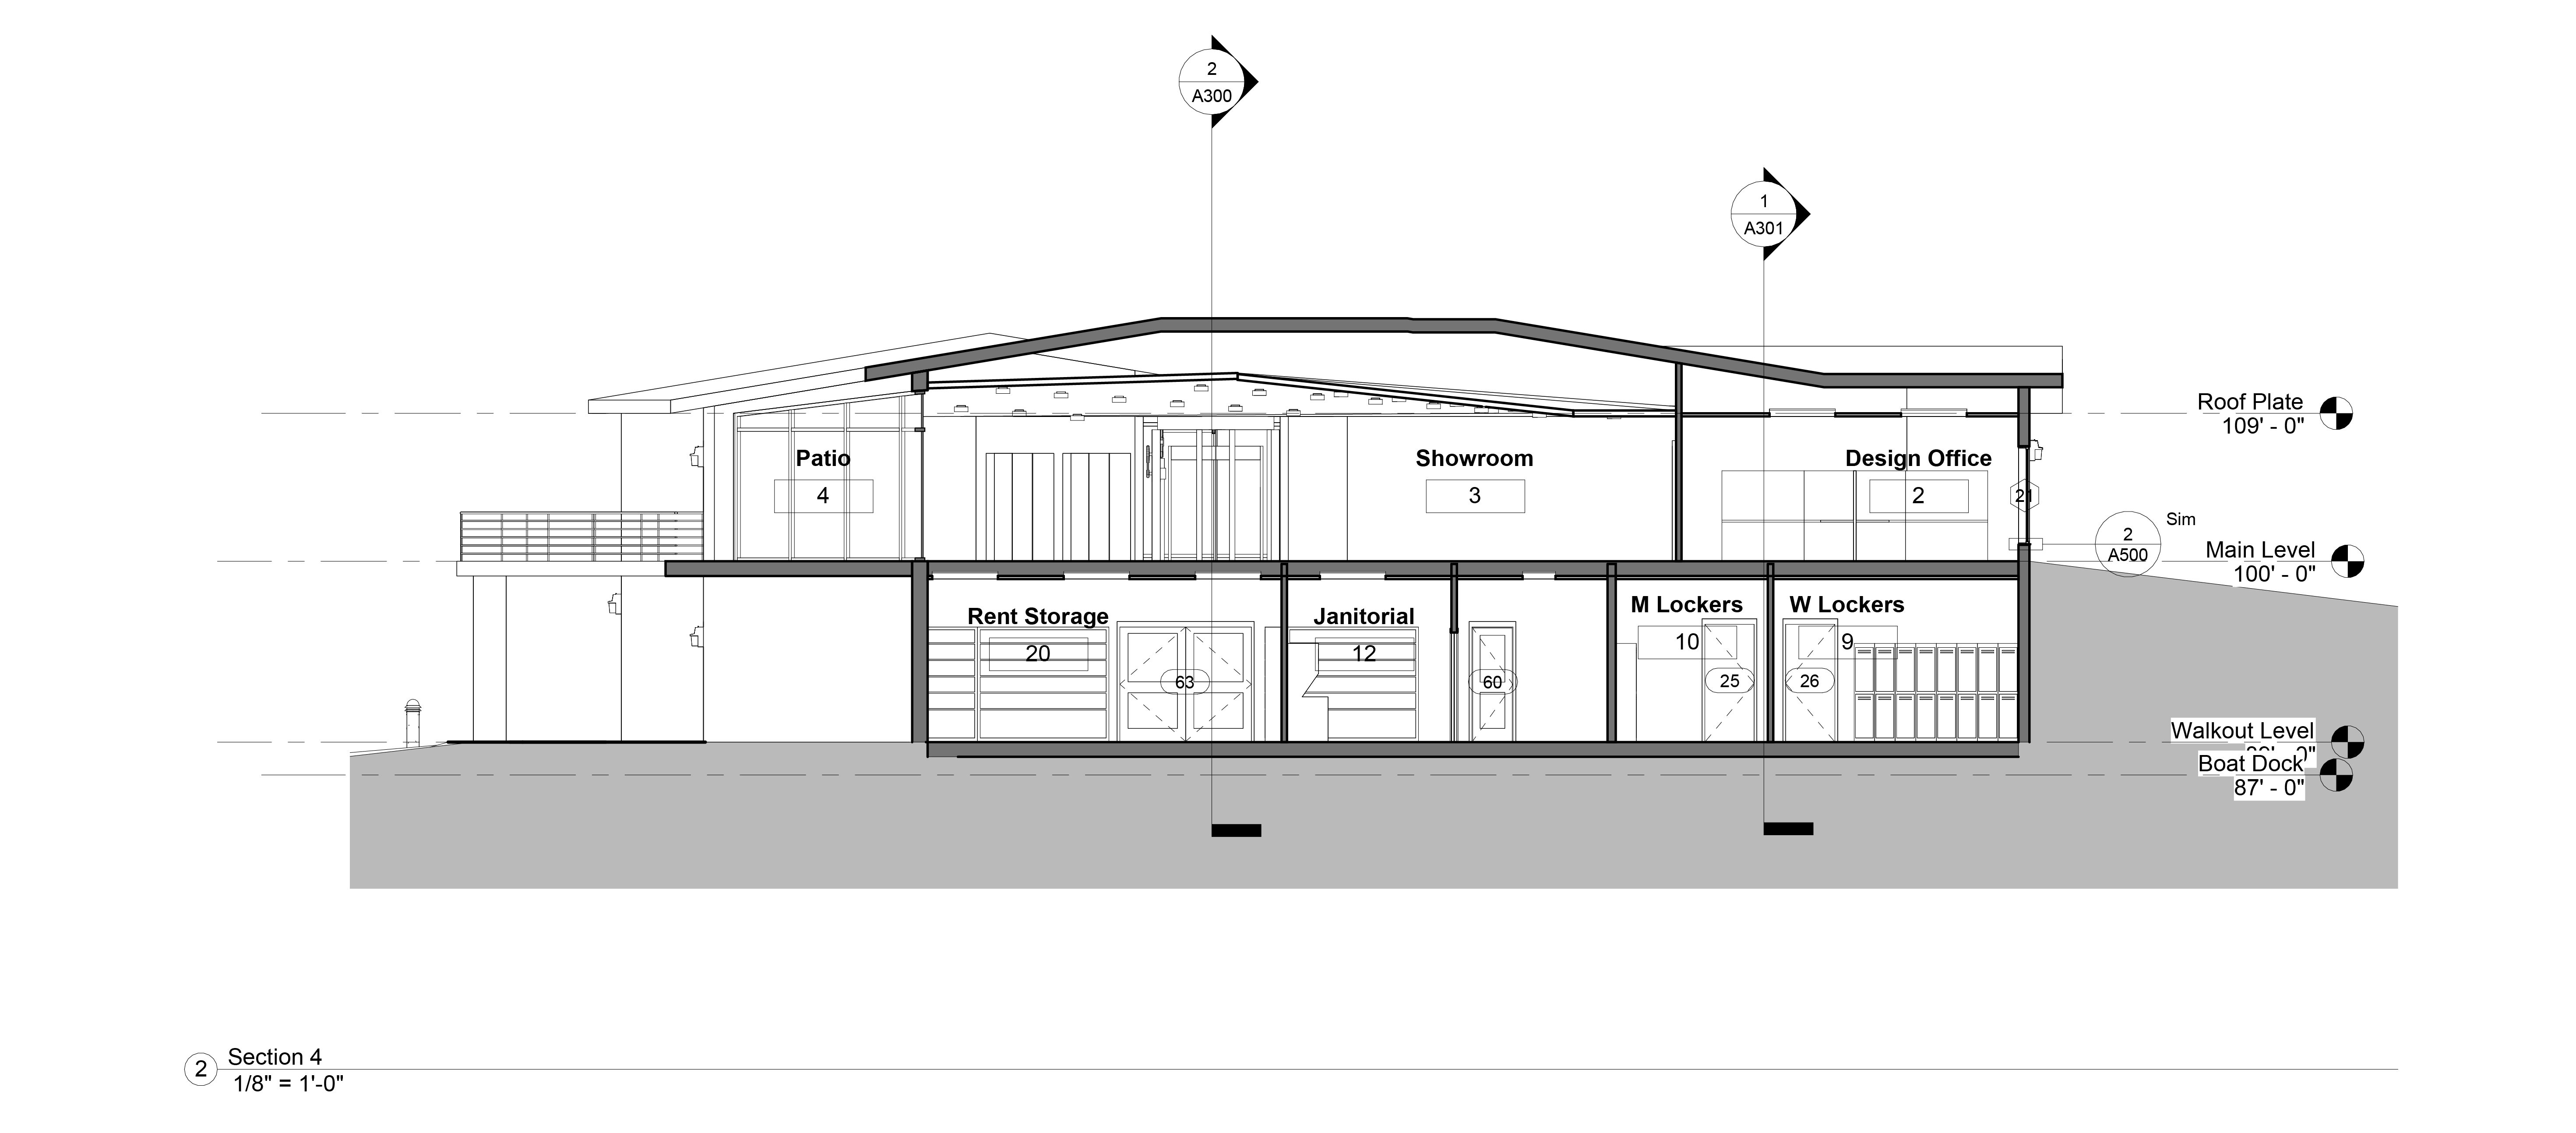 2
A300
1
A301
Roof Plate
109' - 0"
Patio
4
Showroom
3
Design Office
2
21
Sim
2
A500
Main Level
100' - 0"
Rent Storage
20
Janitorial
12
M Lockers
10
W Lockers
9
63
60
25
26
Walkout Level
Boat Dock
87' - 0"
2
Section 4
1/8" = 1'-0"